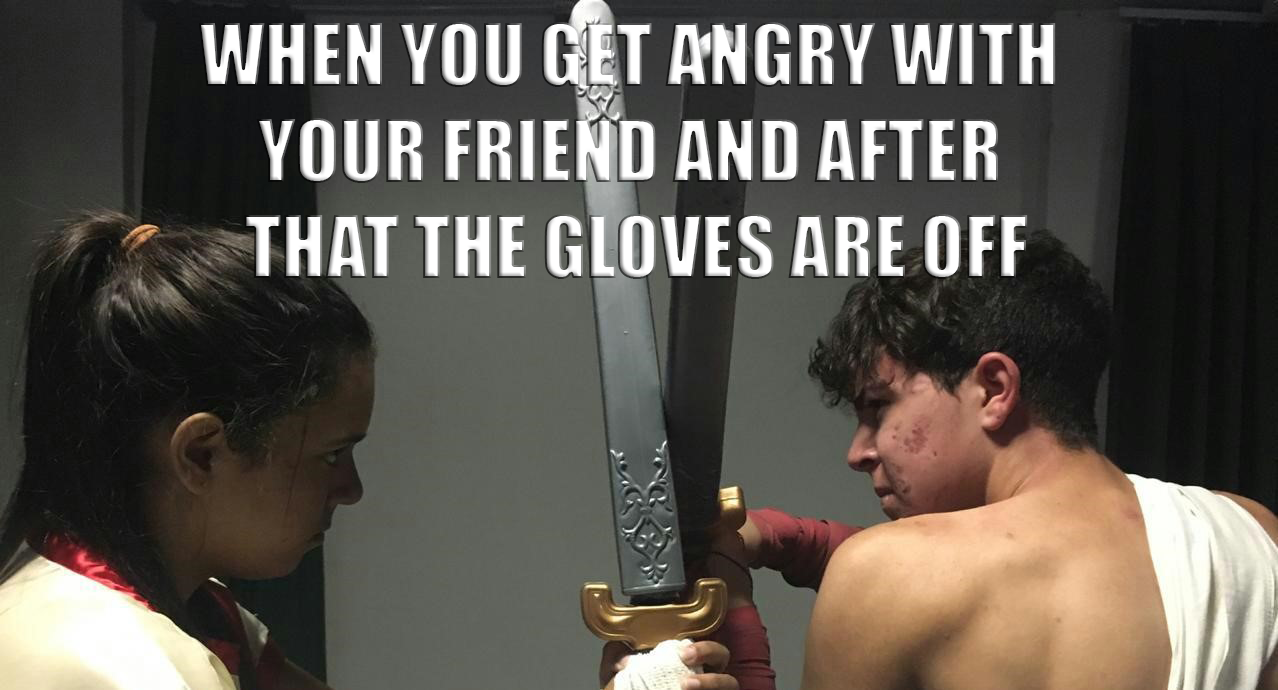 WHEN YOU GET ANGRY WITH
YOUR FRIEND AND AFTER
THAT THE GLOVES ARE OFF